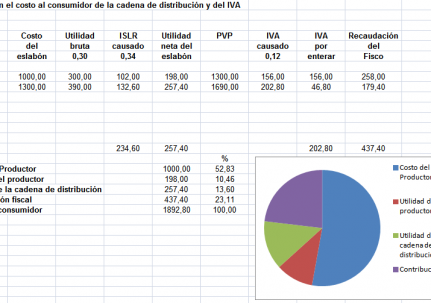 n el costo al consumidor de la cadena de distribución y del IVA
Costo del eslabón Utilidad bruta 0,30 ISLR causado 0,34 Utilidad neta del eslabón PVP IVA causado 0,12 IVA por enterar Recaudación del Fisco
1000,00 300,00 102,00 198,00 1300,00 156,00 156,00 258,00
1300,00 390,00 132,60 257,40 1690,00 202,80 46,80 179,40
234,60 257,40 202,80 437,40
%
Productor 1000,00 52,83
el productor 198,00 10,46
e la cadena de distribución 257,40 13,60
ón fiscal 437,40 23,11
consumidor 1892,80 100,00
Costo del
Productor
Utilidad d
productor
Utilidad d
cadena de
distribució
Contribuc